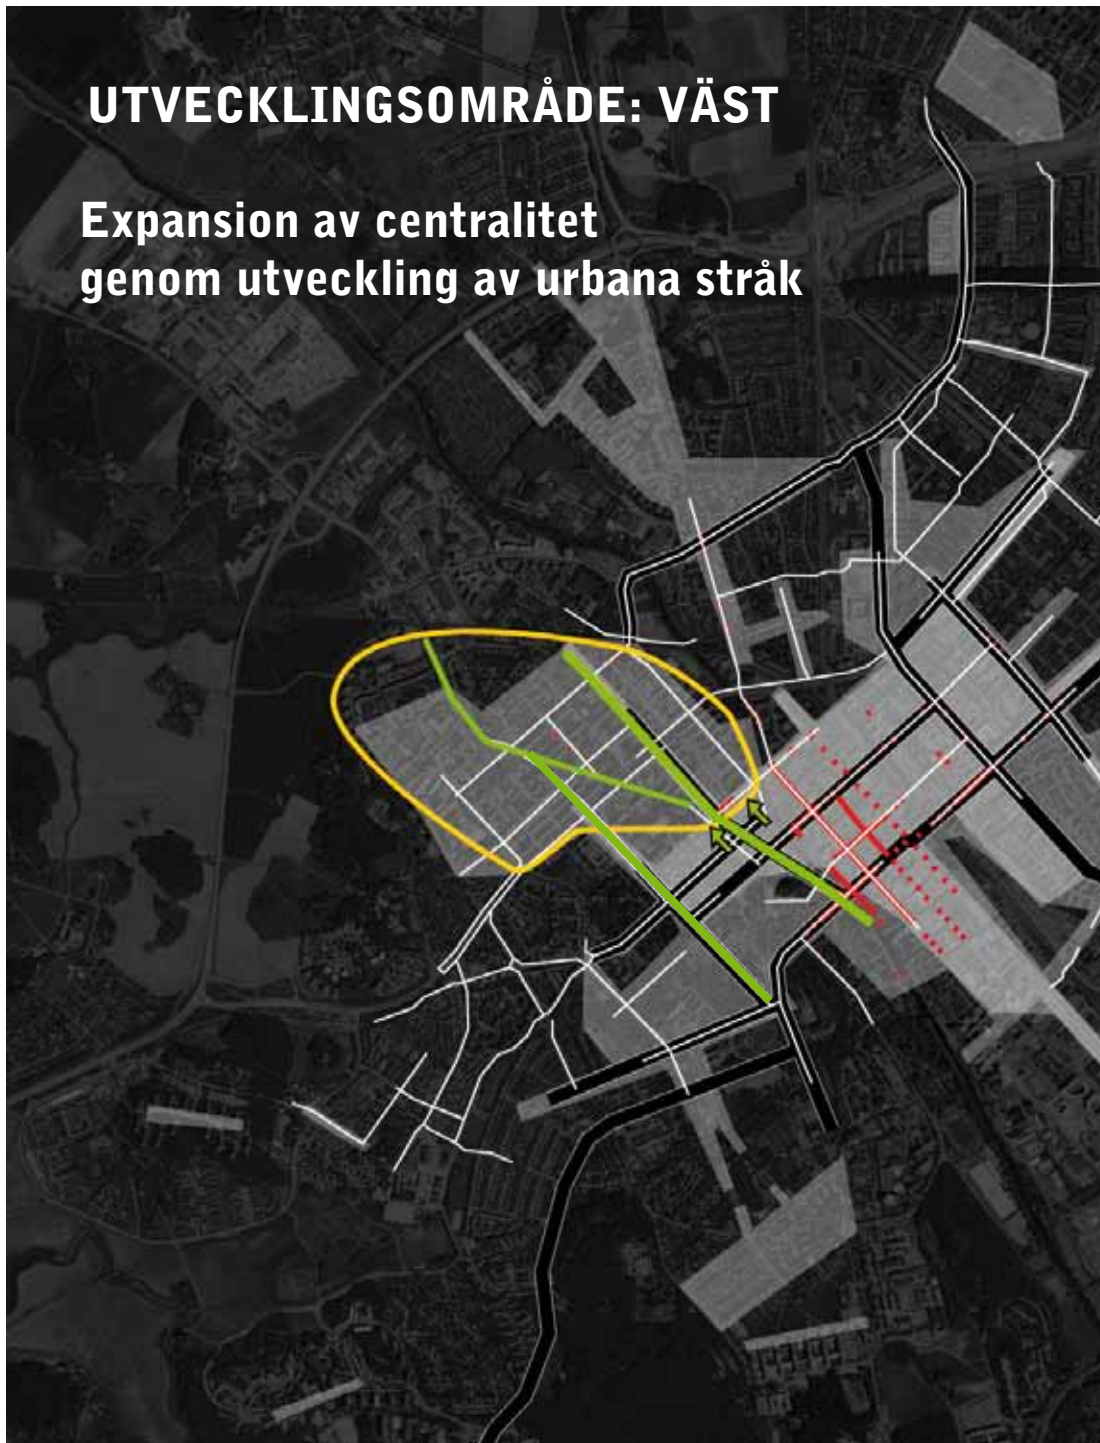 UTVECKLINGSOMRÅDE: VÄST
Expansion av centralitet
genom utveckling av urbana stråk